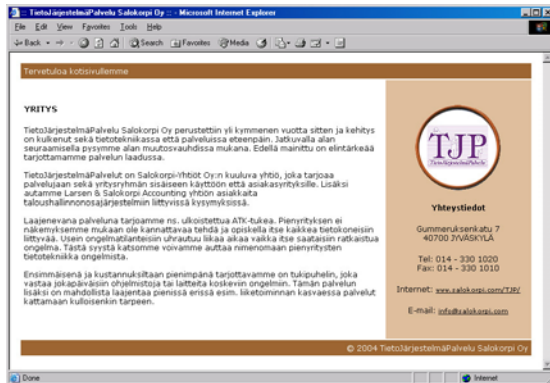 :: TietoJärjestelmäPalvelu Salokorpi Oy :: - Microsoft Internet Explorer
File Edit View Favorites Tools Help
Back Search Favorites Media
Tervetuloa kotisivullemme
YRITYS
TietoJärjestelmäPalvelu Salokorpi Oy perustettiin yli kymmenen vuotta sitten ja kehitys
on kulkenut sekä tietotekniikassa että palveluissa eteenpäin. Jatkuvalla alan
seuraamisella pysymme alan muutosvauhdissa mukana. Edellä mainittu on elintärkeää
tarjottamamme palvelun laadussa.
TietoJärjestelmäPalvelut on Salokorpi-Yhtiöt Oy:n kuuluva yhtiö, joka tarjoaa
palvelujaan sekä yritysryhmän sisäiseen käyttöön että asiakasyrityksille. Lisäksi
autamme Larsen & Salokorpi Accounting yhtiön asiakkaita
taloushallinnonosajärjestelmiin liittyvissä kysymyksissä.
Laajenevana palveluna tarjoamme ns. ulkoistettua ATK-tukea. Pienyrityksen ei
näkemyksemme mukaan ole kannattavaa tehdä ja opiskella itse kaikkea tietokoneisiin
liittyvää. Usein ongelmatilanteisiin uhrautuu liikaa aikaa vaikka itse saataisiin ratkaistua
ongelma. Tästä syystä katsomme voivamme auttaa nimenomaan pienyritysten
tietotekniikka ongelmista.
Ensimmäisenä ja kustannuksiltaan pienimpänä tarjottavamme on tukipuhelin, joka
vastaa jokapäiväisiin ohjelmistoja tai laitteita koskeviin ongelmiin. Tämän palvelun
lisäksi on mahdollista laajentaa pienissä erissä esim. liiketoiminnan kasvaessa palvelut
kattamaan kulloisenkin tarpeen.
TJP
TietoJärjestelmäPalvelu
Yhteystiedot
Gummeruksenkatu 7
40700 JYVÄSKYLÄ
Tel: 014 - 330 1020
Fax: 014 - 330 1010
Internet: www.salokorpi.com/TJP/
E-mail: info@salokorpi.com
© 2004 TietoJärjestelmäPalvelu Salokorpi Oy
Done Internet